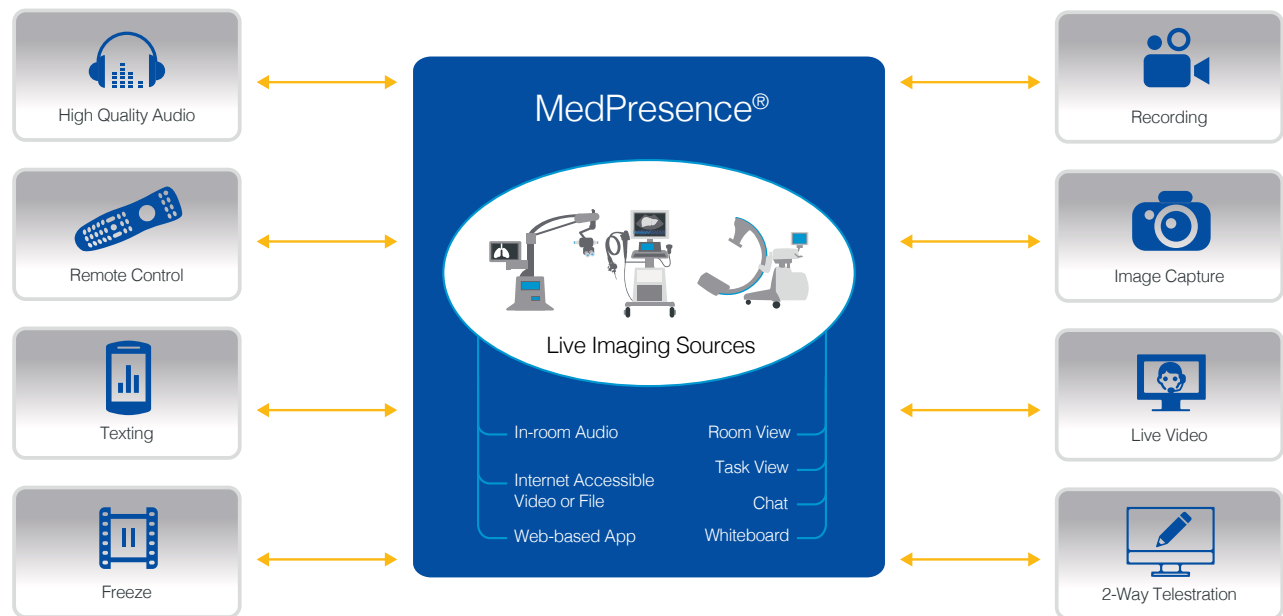 High Quality Audio
Remote Control
Texting
Freeze
MedPresence®
Live Imaging Sources
In-room Audio
Internet Accessible
Video or File
Web-based App
Room View
Task View
Chat
Whiteboard
Recording
Image Capture
Live Video
2-Way Telestration